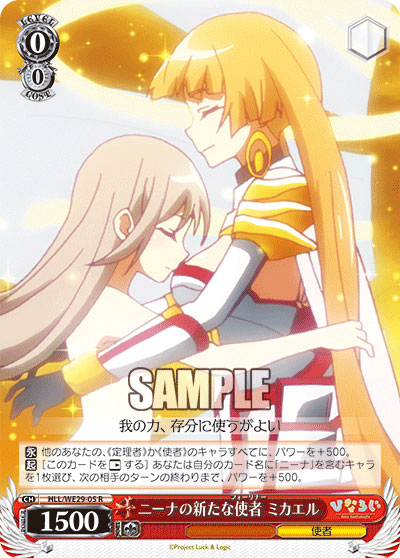 LEVEL
0
0
COST
SAMPLE
我の力、存分に使うがよい
永 他のあなたの、《定理者》か《使者》のキャラすべてに、パワーを+500。
起 [このカードを する] あなたは自分のカード名に「ニーナ」を含むキャラ
を1枚選び、次の相手のターンの終わりまで、パワーを+500。
CH HLL/WE29-05 R
1500
フォーリナー
ニーナの新たな使者 ミカエル
ひなろじ
使者
©Project Luck & Logic